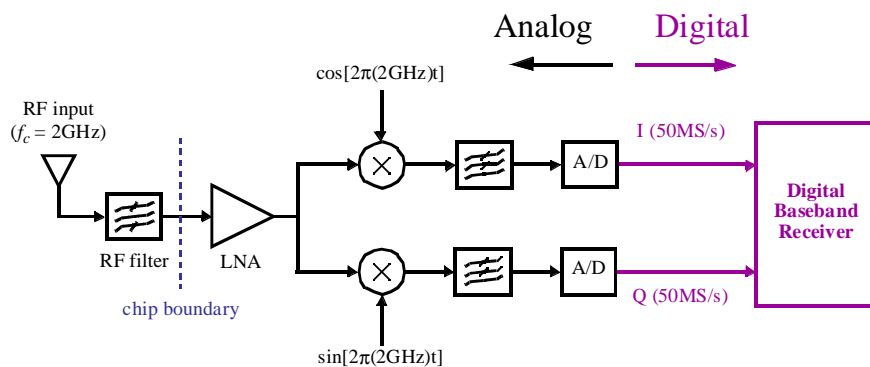 Analog
Digital
cos[2π(2GHz)t]
RF input
(fc = 2GHz)
I (50MS/s)
A/D
Digital
Baseband
Receiver
RF filter
LNA
A/D
chip boundary
Q (50MS/s)
sin[2π(2GHz)t]